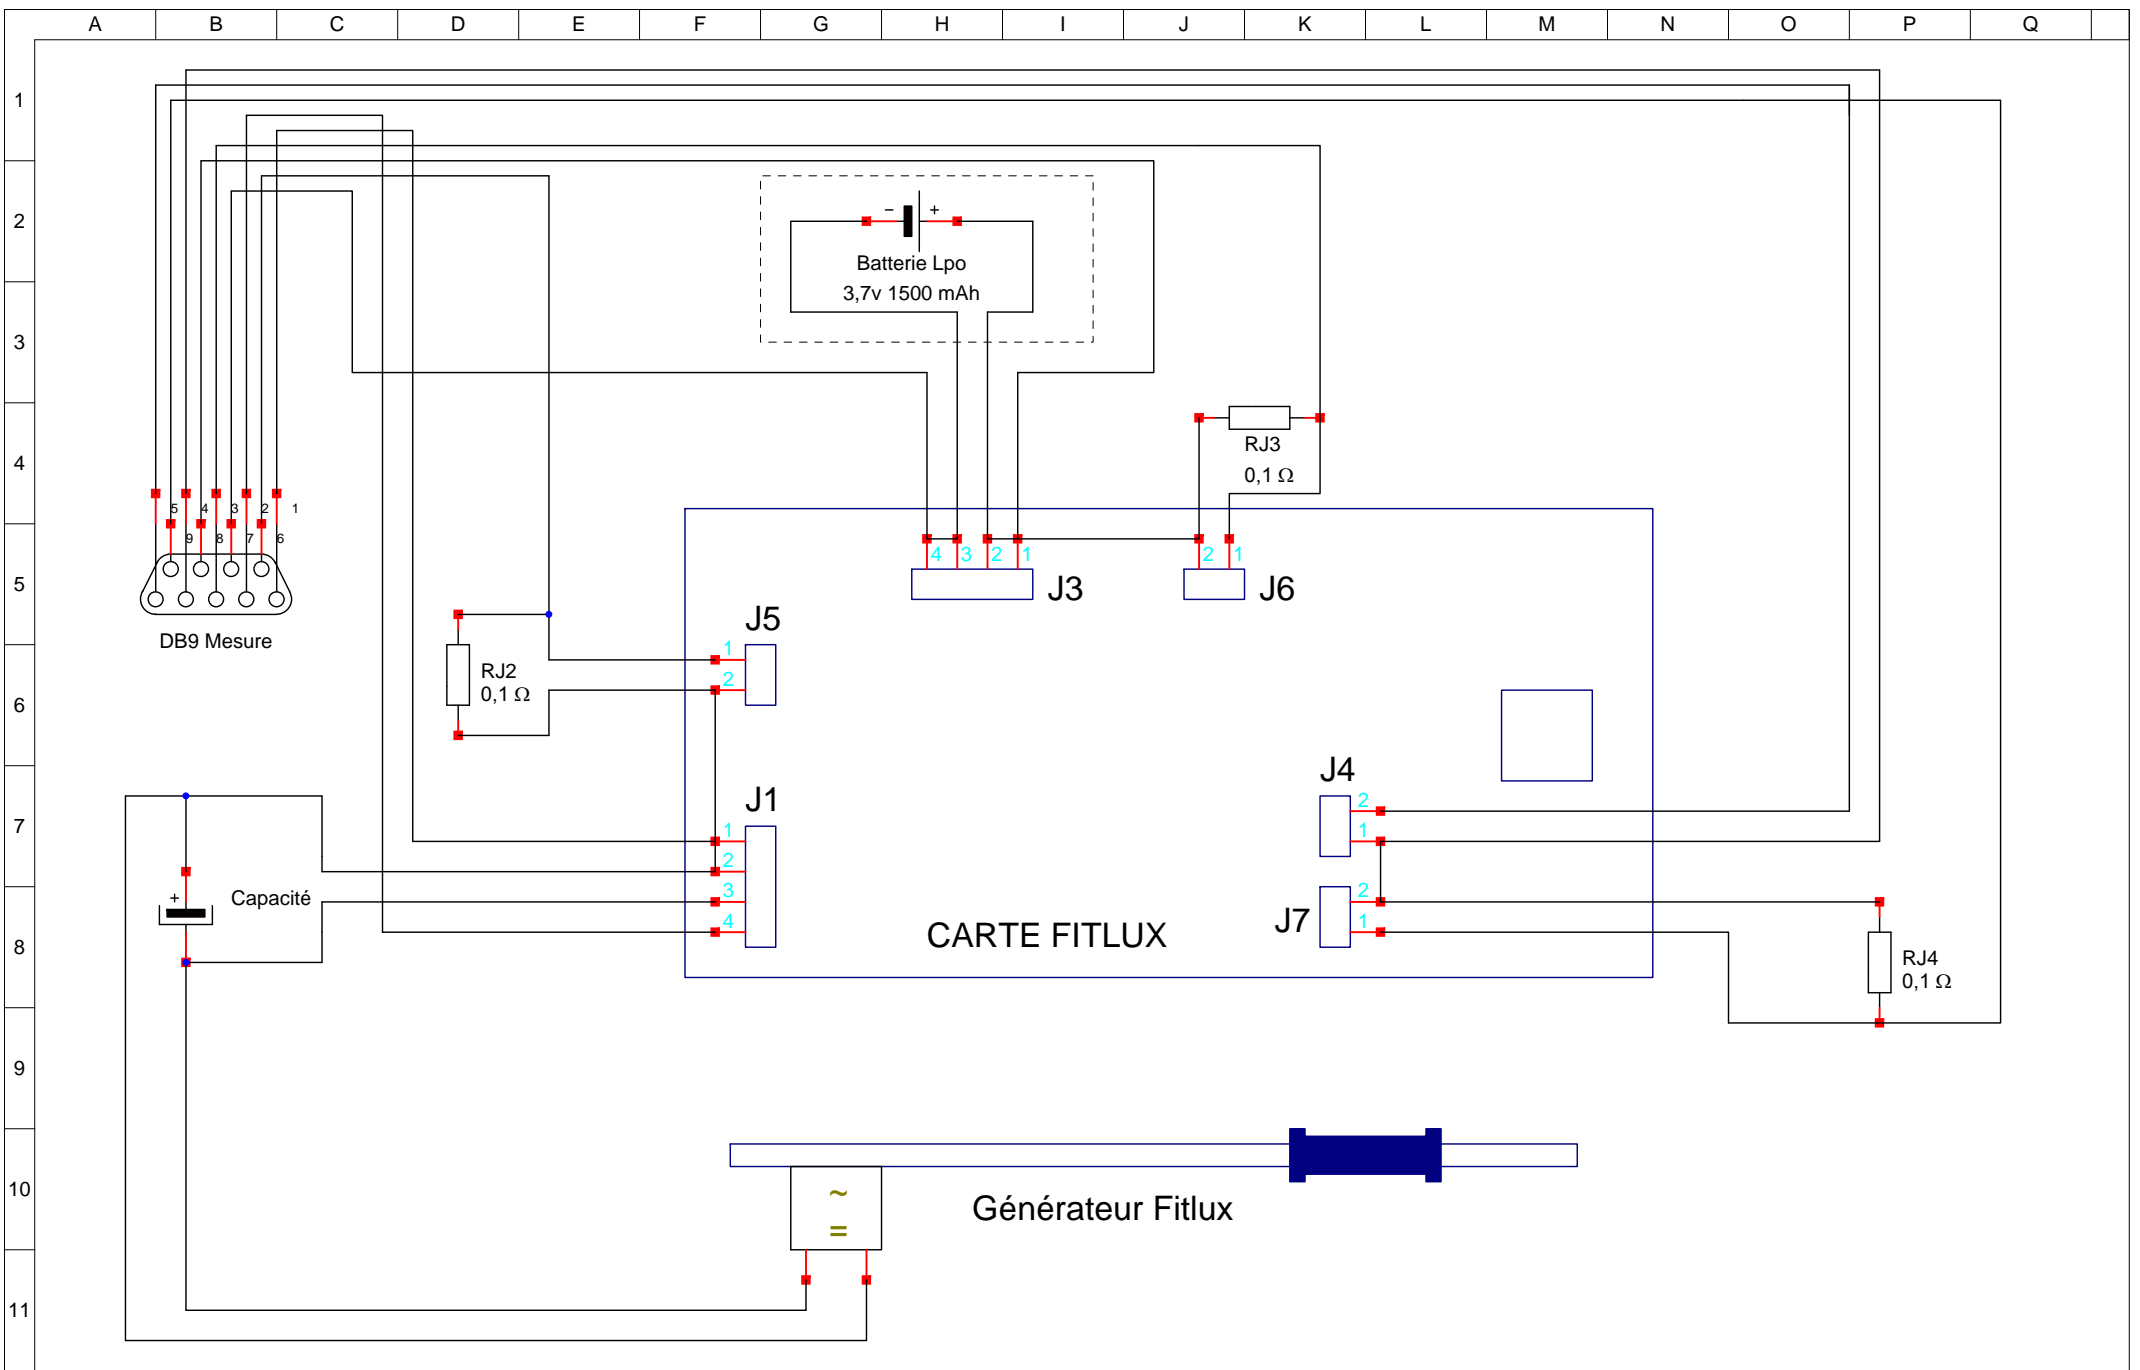 A B C D E F G H I J K L M N O P Q
1
2
− +
Batterie Lpo
3,7v 1500 mAh
3
4
RJ3
0,1 Ω
5 4 3 2 1
9 8 7 6
4 3 2 1
J3
2 1
J6
5
DB9 Mesure
J5
1
2
RJ2
0,1 Ω
6
J4
2
1
J1
1
2
3
4
7
+
Capacité
J7
2
1
CARTE FITLUX
8
RJ4
0,1 Ω
9
10
~
=
Générateur Fitlux
11